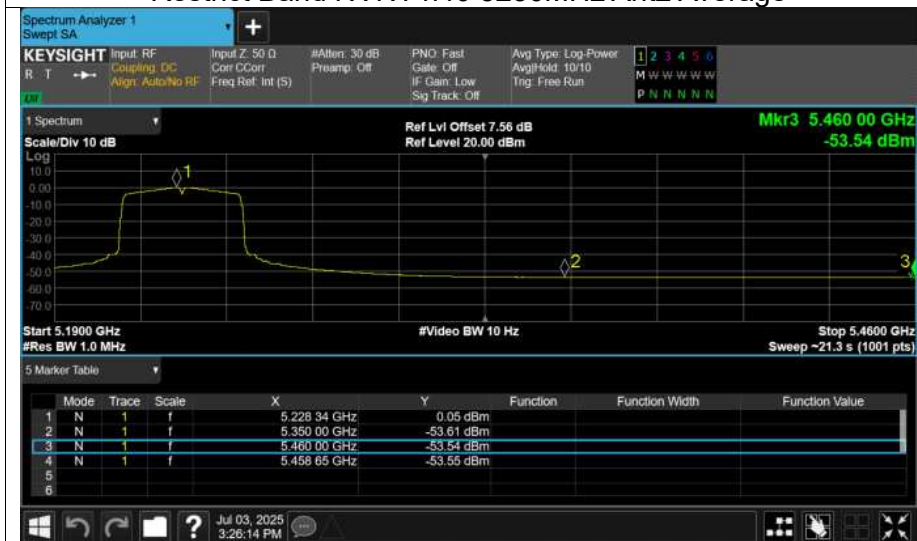 Spectrum Analyzer 1
Swept SA
+
KEYSIGHT Input: RF Input Z: 50 Ω #Atten: 30 dB PNO: Fast Avg Type: Log-Power 1 2 3 4 5 6
R T Coupling: DC Corr CCorr Preamp: Off Gate: Off Avg|Hold: 10/10 M W W W W W
Align: Auto/No RF Freq Ref: Int (S) IF Gain: Low Trig: Free Run P N N N N N
Sig Track: Off
1 Spectrum Ref Lvl Offset 7.56 dB Mkr3 5.460 00 GHz
Scale/Div 10 dB Ref Level 20.00 dBm -53.54 dBm
Log
10.0
1
0.00
-10.0
-20.0
-30.0
-40.0
2
3
-50.0
-60.0
-70.0
Start 5.1900 GHz #Video BW 10 Hz Stop 5.4600 GHz
#Res BW 1.0 MHz Sweep ~21.3 s (1001 pts)
5 Marker Table
Mode Trace Scale X Y Function Function Width Function Value
1 N 1 f 5.228 34 GHz 0.05 dBm
2 N 1 f 5.350 00 GHz -53.61 dBm
3 N 1 f 5.460 00 GHz -53.54 dBm
4 N 1 f 5.458 65 GHz -53.55 dBm
5
6
? Jul 03, 2025
3:26:14 PM